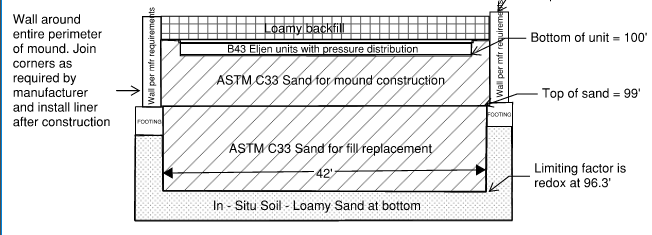 Wall around
entire perimeter
of mound. Join
corners as
required by
manufacturer
and install liner
after construction
Wall per mfr requirements
Loamy backfill
B43 Eljen units with pressure distribution
ASTM C33 Sand for mound construction
Wall per mfr requirements
Bottom of unit = 100'
Top of sand = 99'
FOOTING
FOOTING
ASTM C33 Sand for fill replacement
42'
Limiting factor is
redox at 96.3'
In - Situ Soil - Loamy Sand at bottom